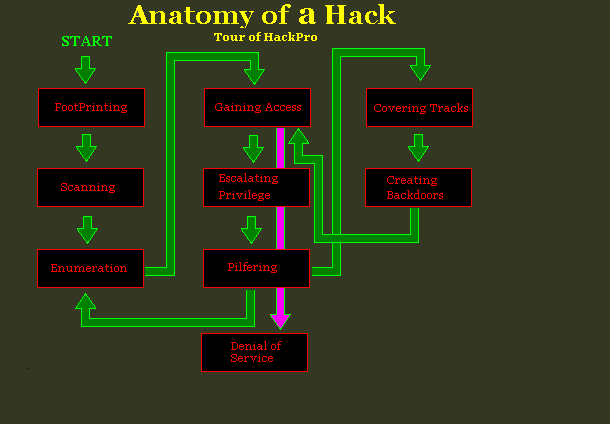 Anatomy of a Hack
Tour of HackPro
START
FootPrinting
Gaining Access
Covering Tracks
Scanning
Escalating
Privilege
Creating
Backdoors
Enumeration
Pilfering
Denial of
Service